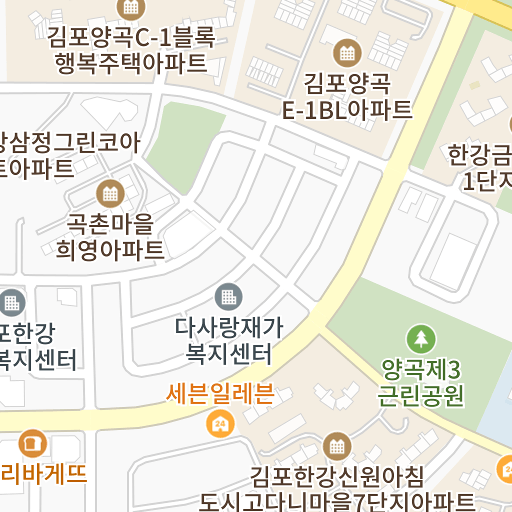 김포양곡C-1블록
행복주택아파트
김포양곡
E-1BL아파트
강삼정그린코아
트아파트
한강금
1단지
곡촌마을
희영아파트
다사랑재가
복지센터
포한강
복지센터
양곡제3
근린공원
세븐일레븐
24
리바게뜨
24
김포한강신원아침
도시고다니마을7단지아파트